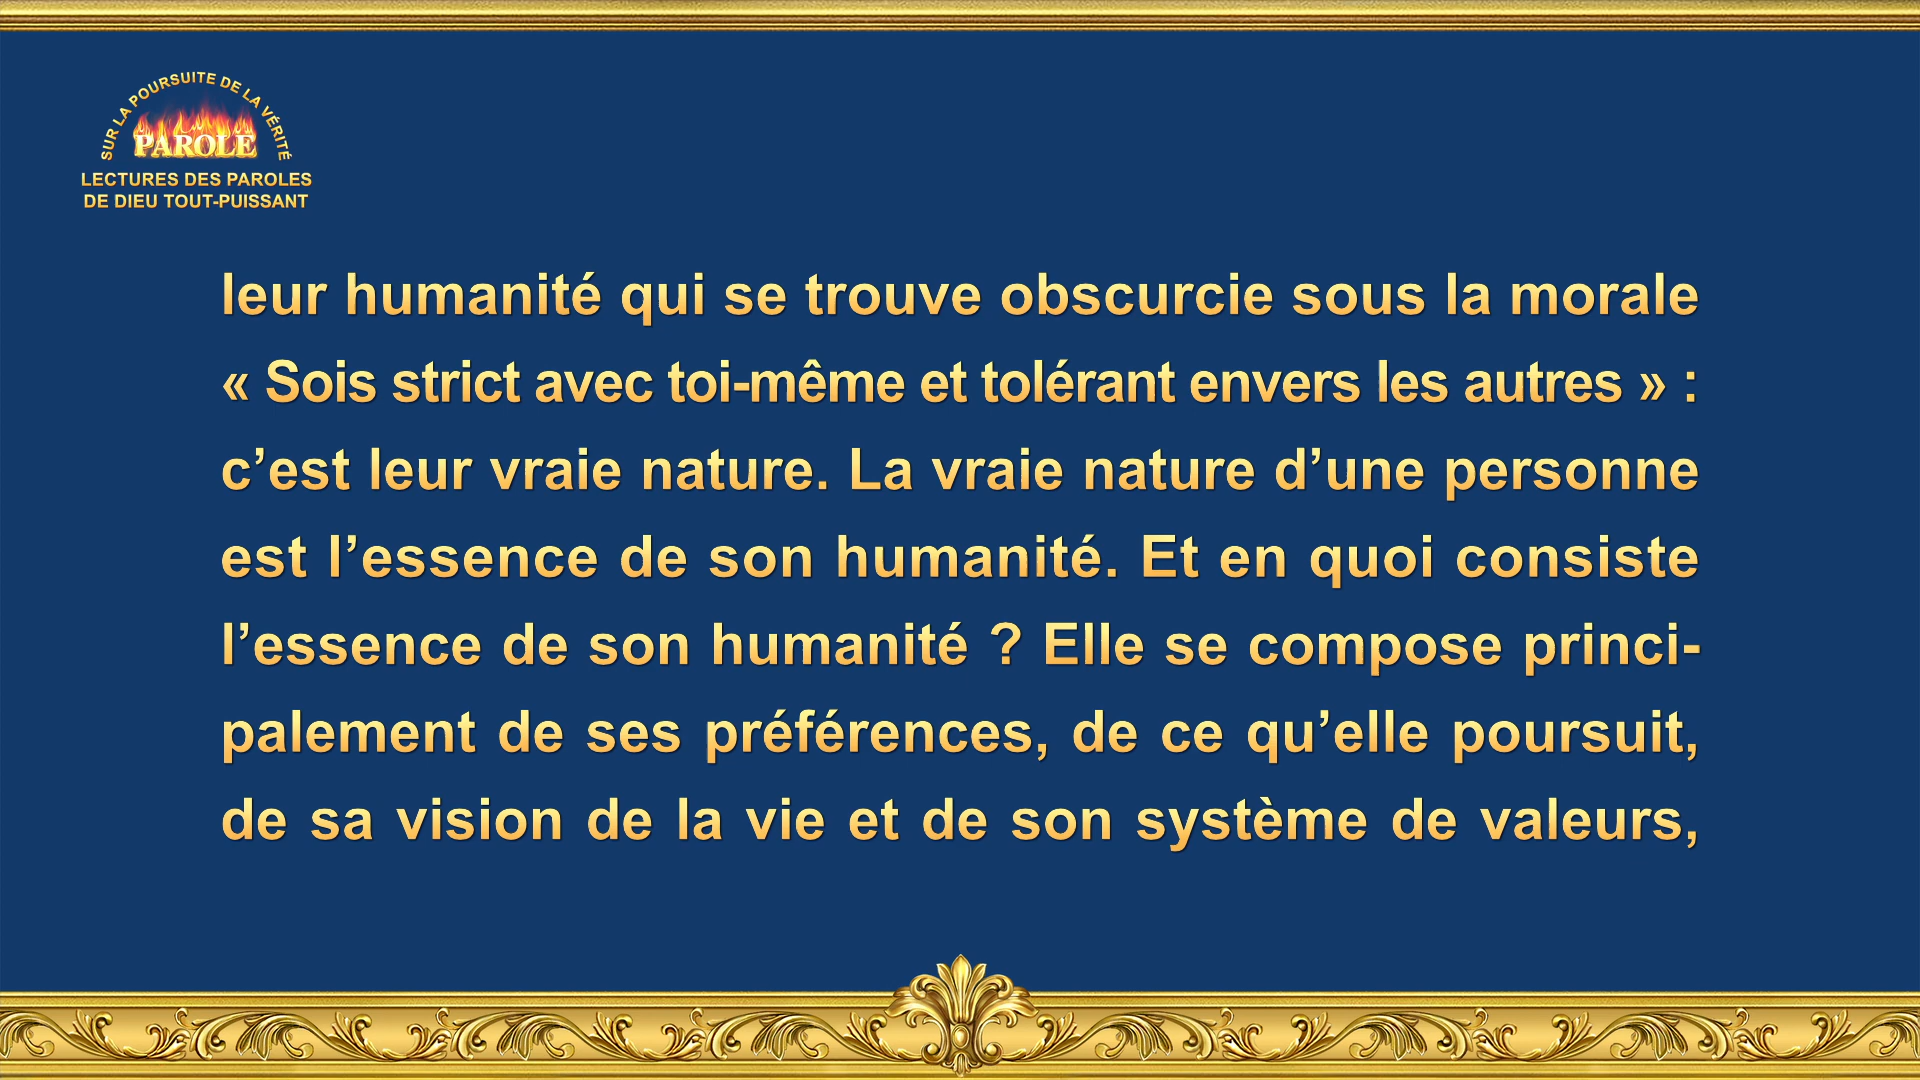 SUR LA POURSUITE DE LA VÉRITÉ
PAROLE
LECTURES DES PAROLES
DE DIEU TOUT-PUISSANT
leur humanité qui se trouve obscurcie sous la morale
« Sois strict avec toi-même et tolérant envers les autres » :
c’est leur vraie nature. La vraie nature d’une personne
est l’essence de son humanité. Et en quoi consiste
l’essence de son humanité ? Elle se compose princi-
palement de ses préférences, de ce qu’elle poursuit,
de sa vision de la vie et de son système de valeurs,